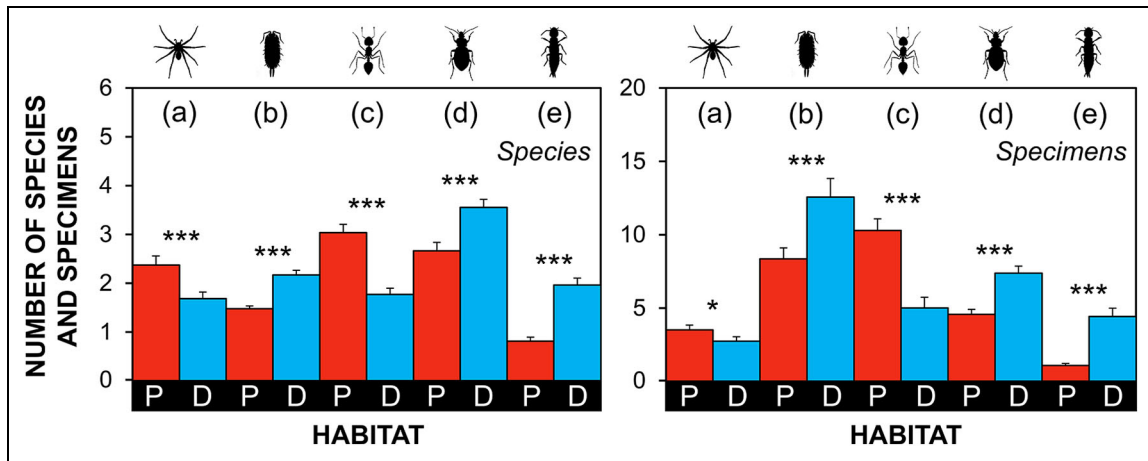 NUMBER OF SPECIES
AND SPECIMENS
6
5
4
3
2
1
0
(a) (b) (c) (d) (e)
Species
***
***
***
***
***
P D P D P D P D P D
HABITAT
20
15
10
5
0
(a) (b) (c) (d) (e)
Specimens
*
***
***
***
***
P D P D P D P D P D
HABITAT